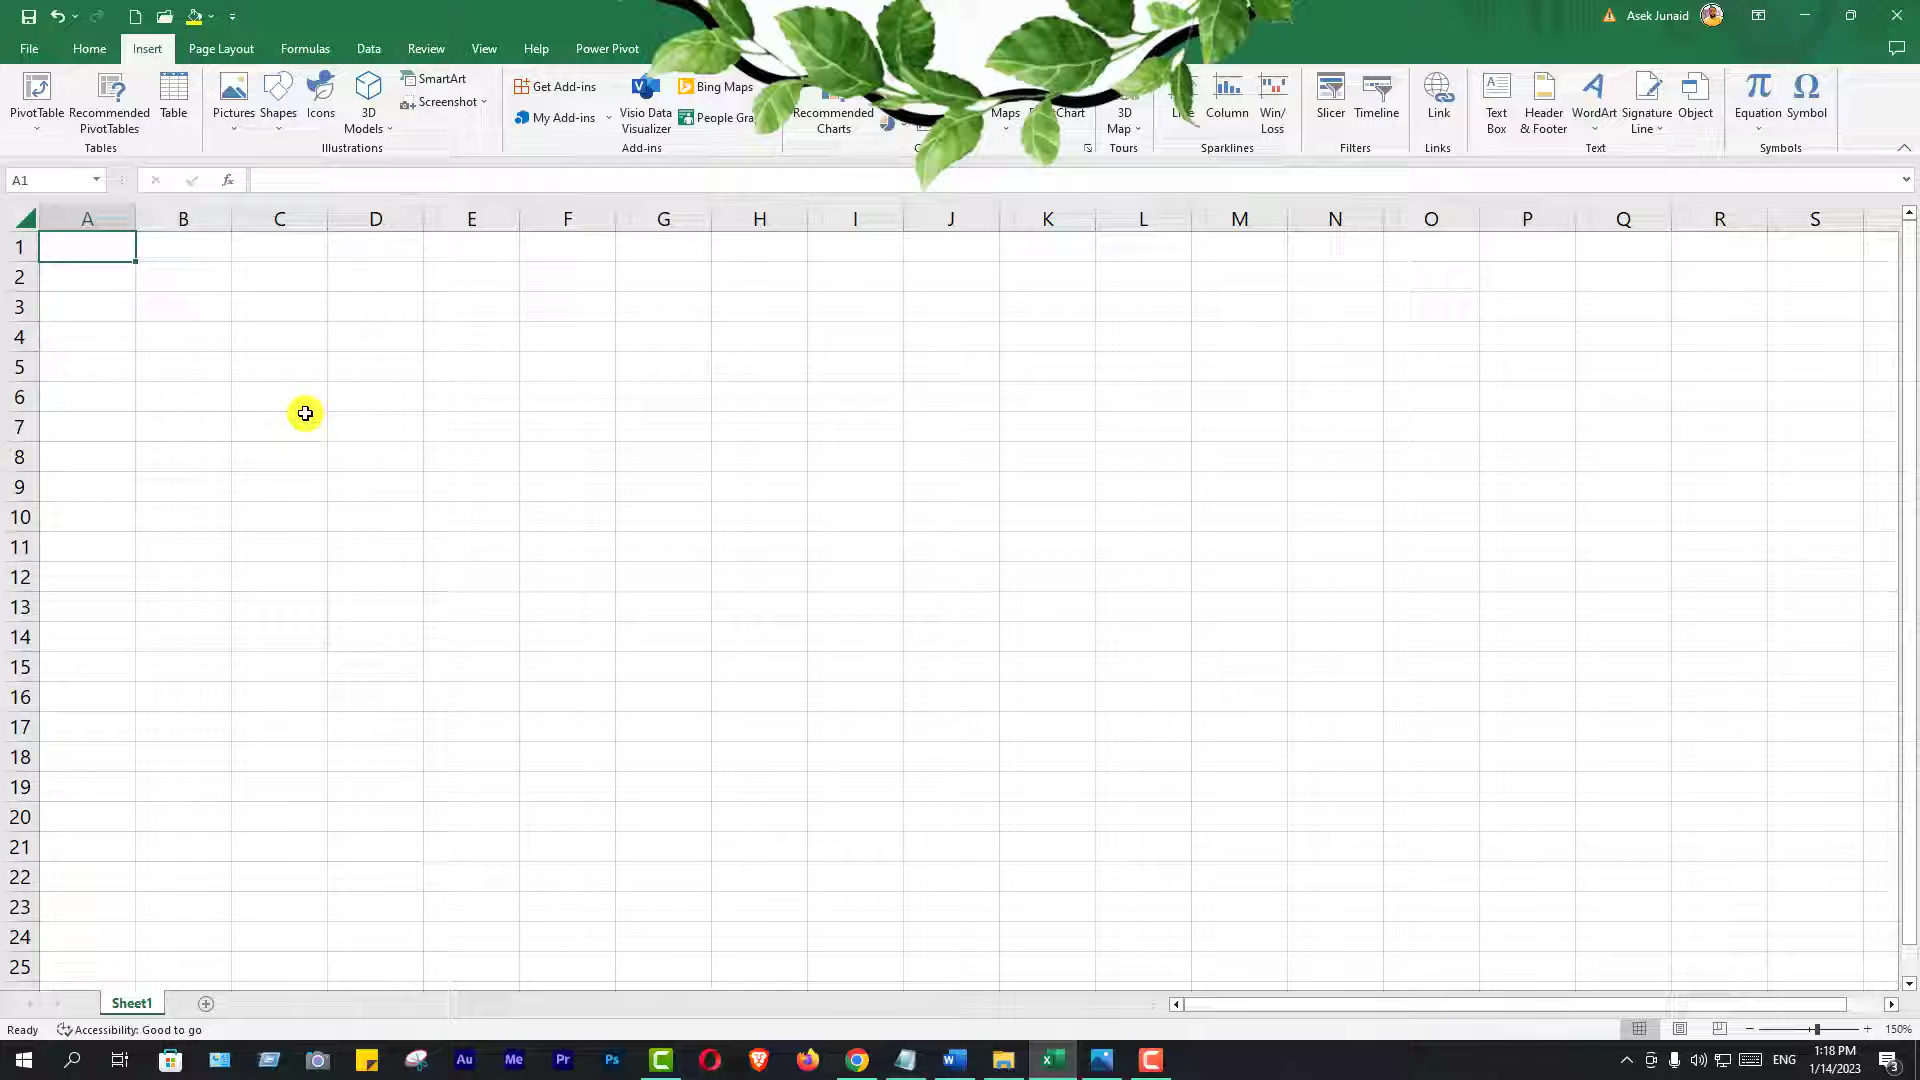 Asek Junaid
File Home Insert Page Layout Formulas Data Review View Help Power Pivot
PivotTable Recommended PivotTables Table
Tables
Pictures Shapes Icons 3D Models SmartArt Screenshot
Illustrations
Get Add-ins My Add-ins Visio Data Visualizer Bing Maps
Add-ins
Recommended Charts Maps
3D Map
Tours
Column Win/Loss
Sparklines
Slicer Timeline
Filters
Link
Links
Text Box Header & Footer WordArt Signature Line Object
Text
Equation Symbol
Symbols
A1 fx
A B C D E F G H I J K L M N O P Q R S
1
2
3
4
5
6
7
8
9
10
11
12
13
14
15
16
17
18
19
20
21
22
23
24
25
Sheet1
Ready Accessibility: Good to go 150%
Au Me Pr Ps ENG 1:18 PM
1/14/2023 3